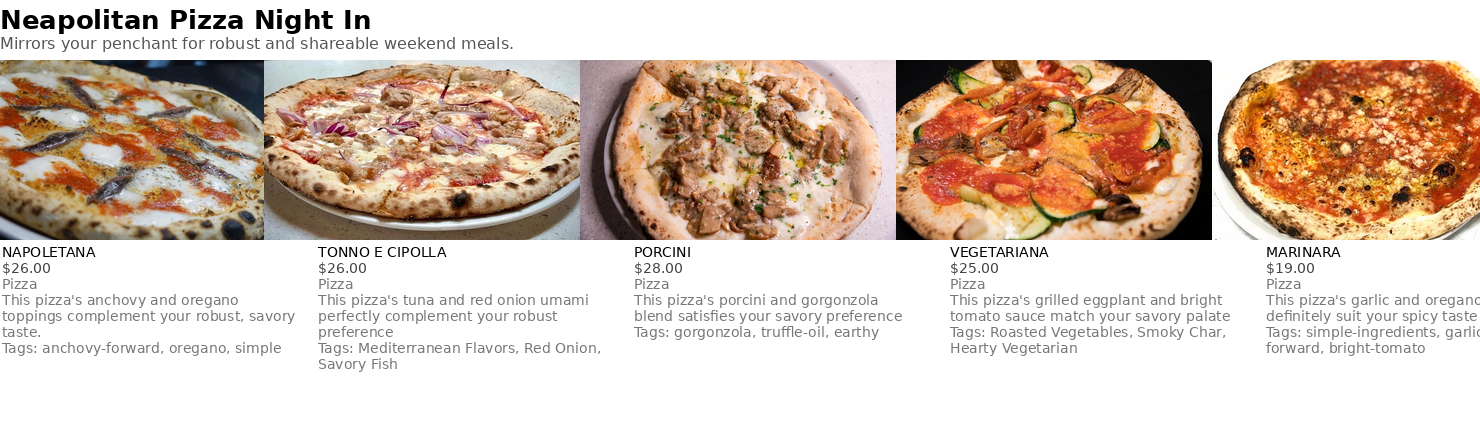 Neapolitan Pizza Night In
Mirrors your penchant for robust and shareable weekend meals.
NAPOLETANA
$26.00
Pizza
This pizza's anchovy and oregano
toppings complement your robust, savory
taste.
Tags: anchovy-forward, oregano, simple
TONNO E CIPOLLA
$26.00
Pizza
This pizza's tuna and red onion umami
perfectly complement your robust
preference
Tags: Mediterranean Flavors, Red Onion,
Savory Fish
PORCINI
$28.00
Pizza
This pizza's porcini and gorgonzola
blend satisfies your savory preference
Tags: gorgonzola, truffle-oil, earthy
VEGETARIANA
$25.00
Pizza
This pizza's grilled eggplant and bright
tomato sauce match your savory palate
Tags: Roasted Vegetables, Smoky Char,
Hearty Vegetarian
MARINARA
$19.00
Pizza
This pizza's garlic and oregano
definitely suit your spicy taste
Tags: simple-ingredients,
forward, bright-tomato